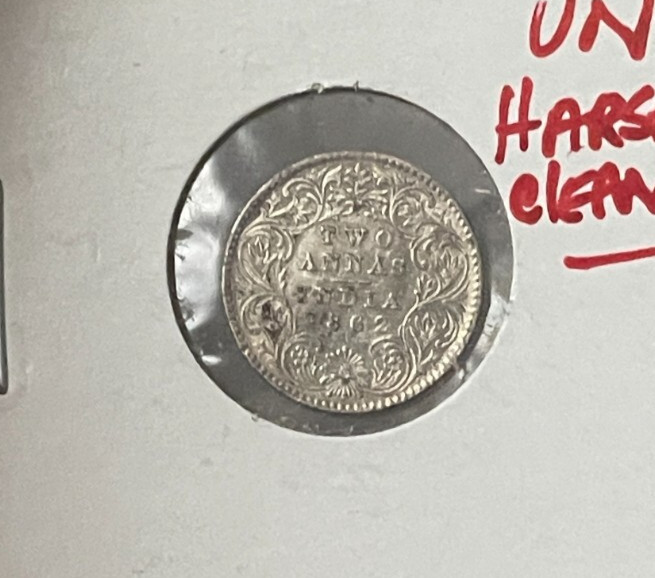 UN
HARS
CLEAN
TWO
ANNAS
INDIA
1862